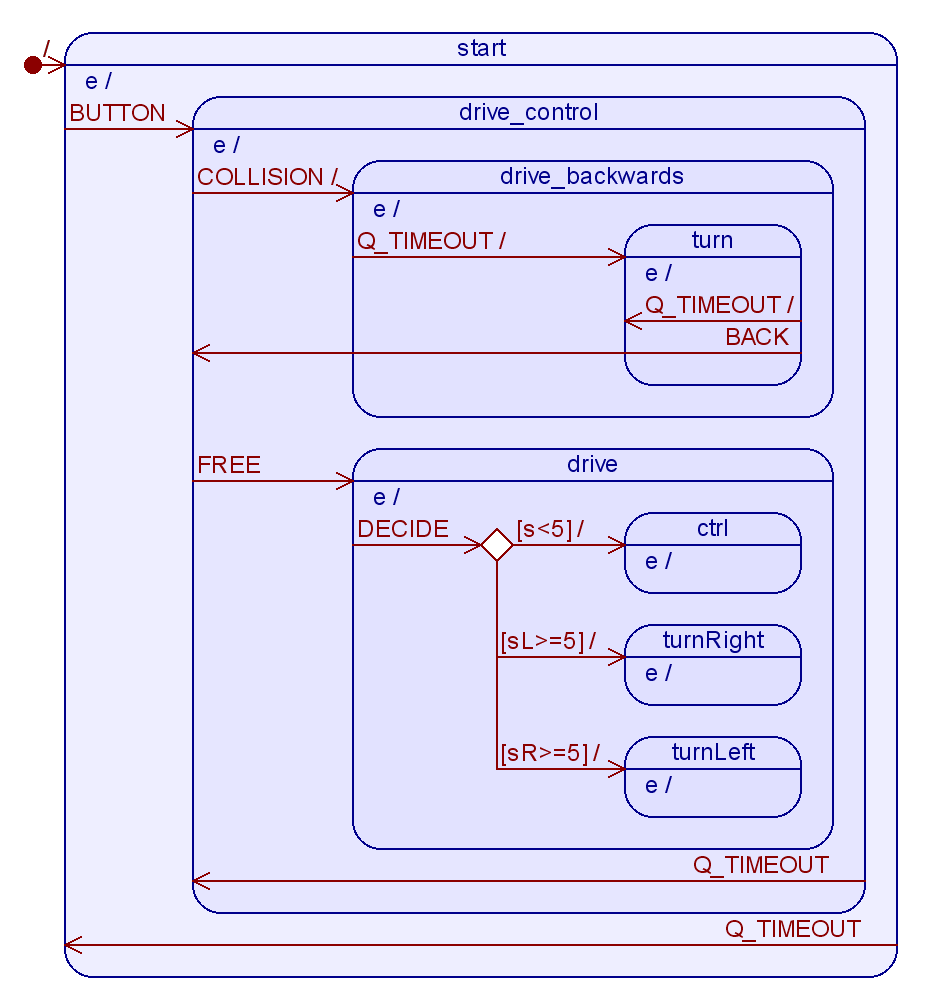 /
start
e /
BUTTON
drive_control
e /
COLLISION /
drive_backwards
e /
Q_TIMEOUT /
turn
e /
Q_TIMEOUT /
BACK
FREE
drive
e /
DECIDE
[s<5] /
ctrl
e /
[sL>=5] /
turnRight
e /
[sR>=5] /
turnLeft
e /
Q_TIMEOUT
Q_TIMEOUT